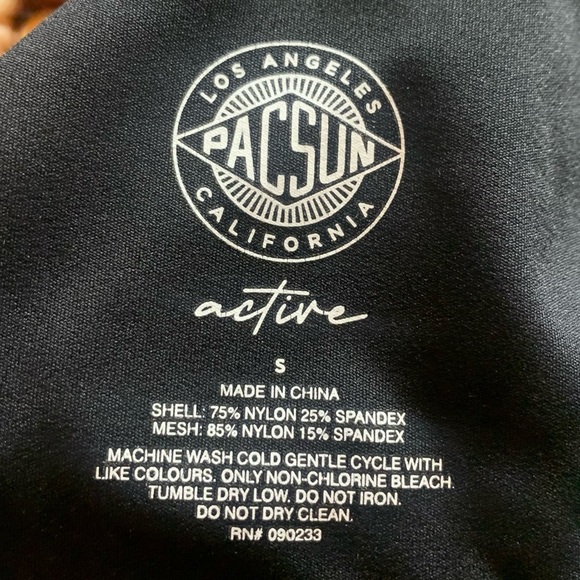 LOS ANGELES
PACSUN
CALIFORNIA
active
S
MADE IN CHINA
SHELL: 75% NYLON 25% SPANDEX
MESH: 85% NYLON 15% SPANDEX
MACHINE WASH COLD GENTLE CYCLE WITH
LIKE COLOURS. ONLY NON-CHLORINE BLEACH.
TUMBLE DRY LOW. DO NOT IRON.
DO NOT DRY CLEAN.
RN# 090233